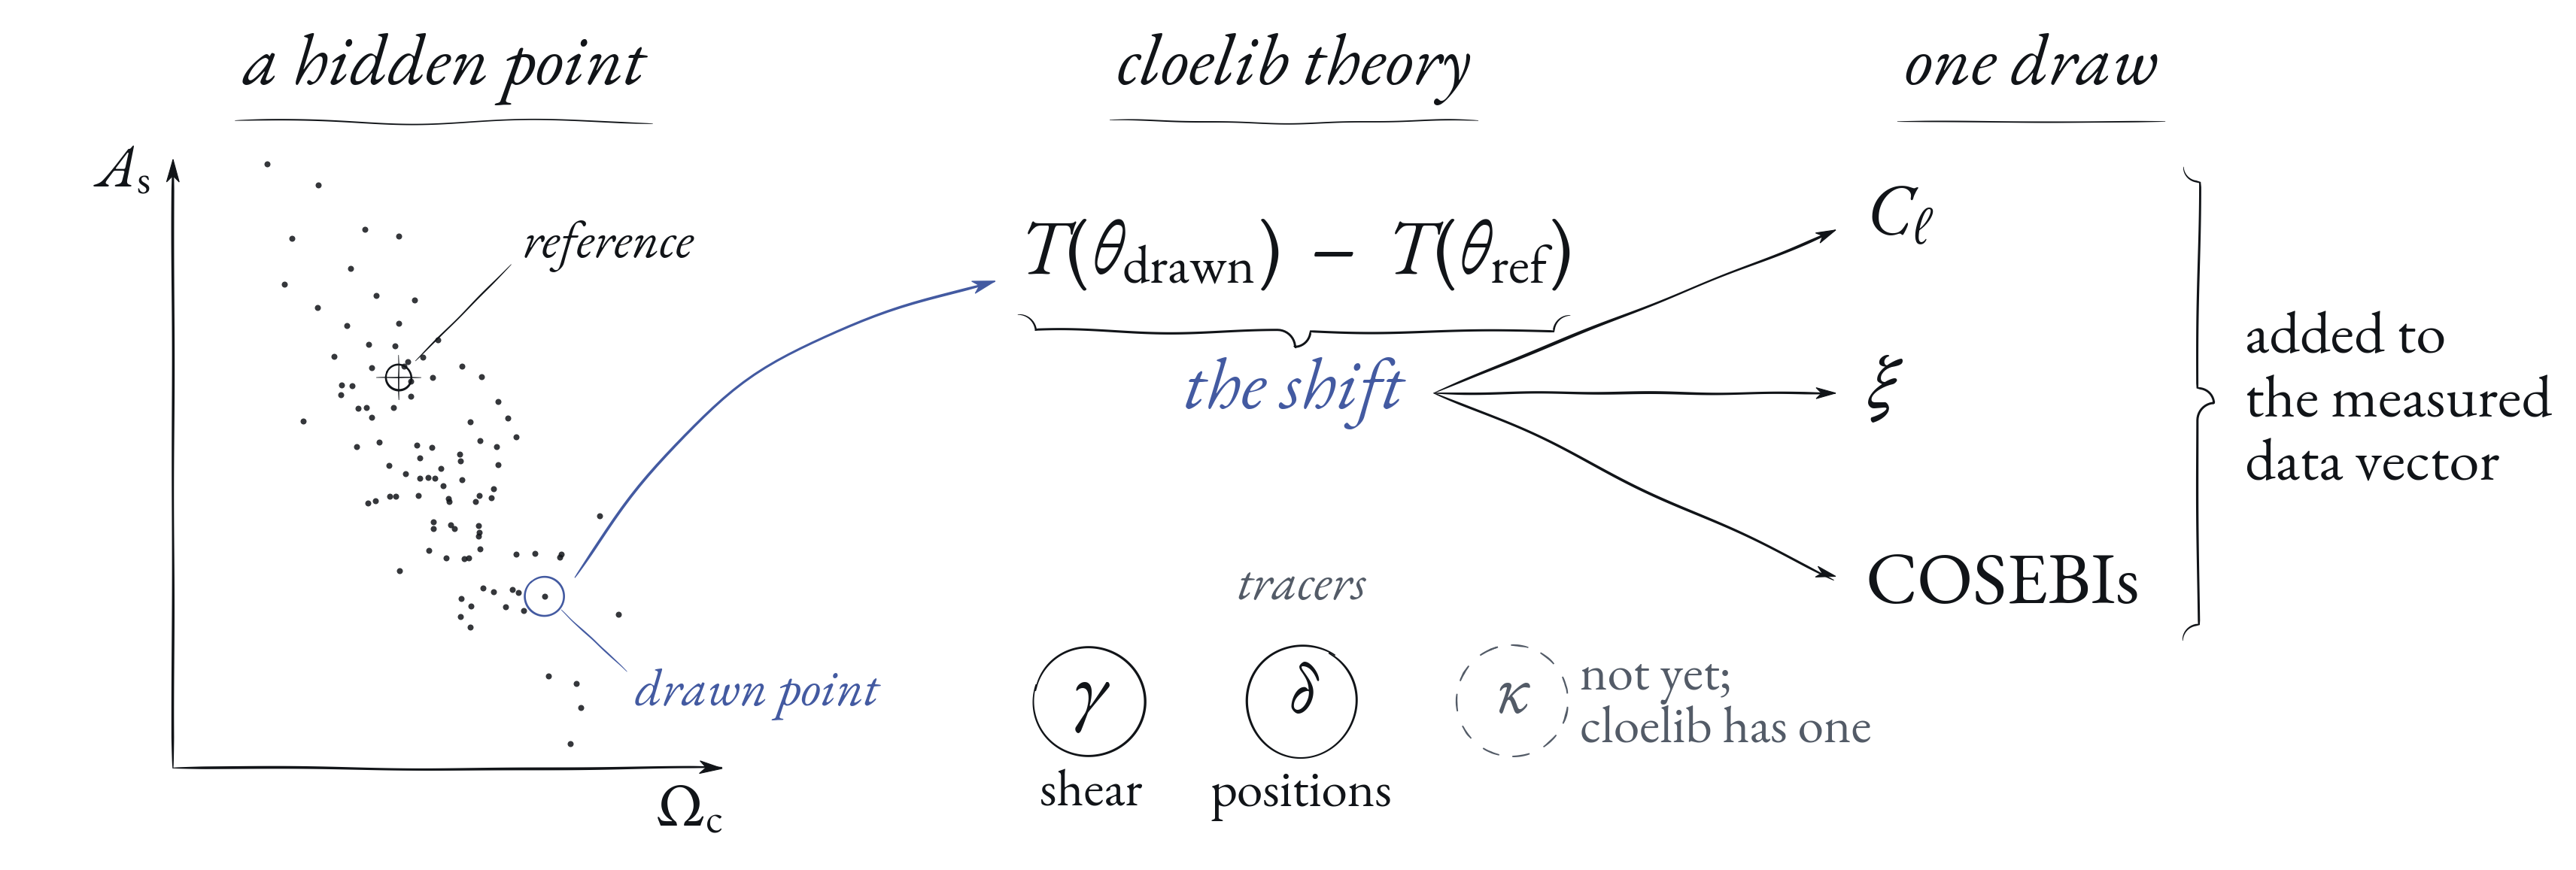 a hidden point
cloelib theory
one draw
A_s
reference
drawn point
Ω_c
T(θ_drawn) − T(θ_ref)
the shift
tracers
γ
shear
δ
positions
κ
not yet;
cloelib has one
C_ℓ
ξ
COSEBIs
added to
the measured
data vector